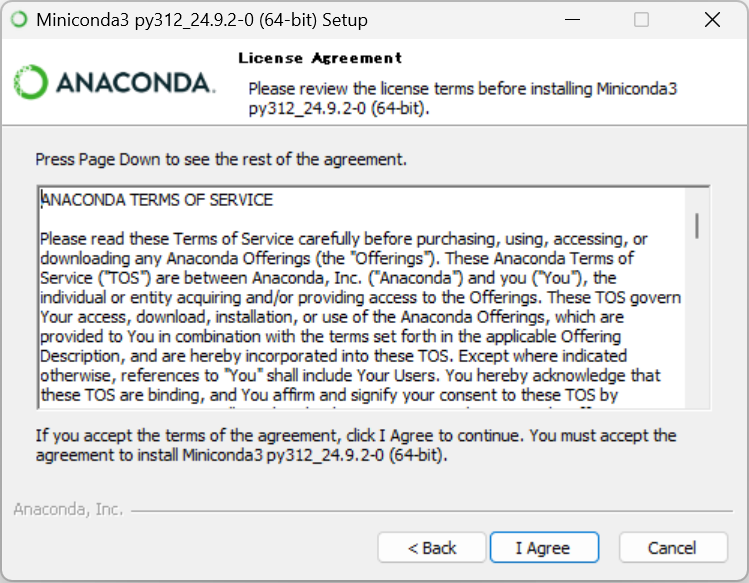 Miniconda3 py312_24.9.2-0 (64-bit) Setup
ANACONDA.
License Agreement
Please review the license terms before installing Miniconda3
py312_24.9.2-0 (64-bit).
Press Page Down to see the rest of the agreement.
ANACONDA TERMS OF SERVICE
Please read these Terms of Service carefully before purchasing, using, accessing, or
downloading any Anaconda Offerings (the "Offerings"). These Anaconda Terms of
Service ("TOS") are between Anaconda, Inc. ("Anaconda") and you ("You"), the
individual or entity acquiring and/or providing access to the Offerings. These TOS govern
Your access, download, installation, or use of the Anaconda Offerings, which are
provided to You in combination with the terms set forth in the applicable Offering
Description, and are hereby incorporated into these TOS. Except where indicated
otherwise, references to "You" shall include Your Users. You hereby acknowledge that
these TOS are binding, and You affirm and signify your consent to these TOS by
If you accept the terms of the agreement, click I Agree to continue. You must accept the
agreement to install Miniconda3 py312_24.9.2-0 (64-bit).
Anaconda, Inc.
< Back
I Agree
Cancel